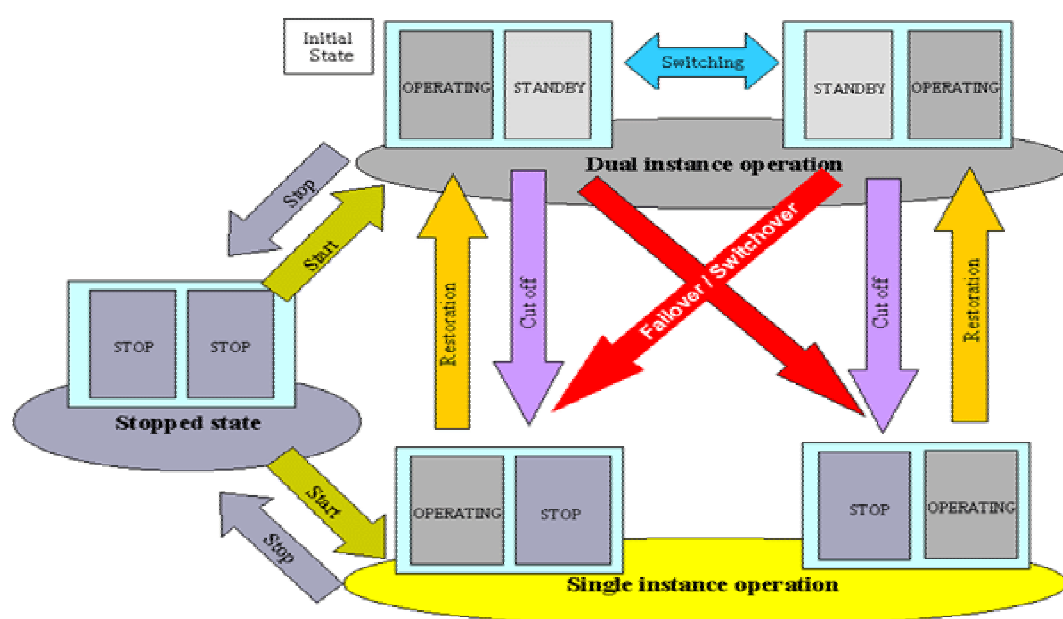 Initial
State
OPERATING
STANDBY
Switching
STANDBY
OPERATING
Dual instance operation
Stop
Start
Restoration
Cut off
Failover / Switchover
Cut off
Restoration
STOP
STOP
Stopped state
Start
Stop
OPERATING
STOP
STOP
OPERATING
Single instance operation